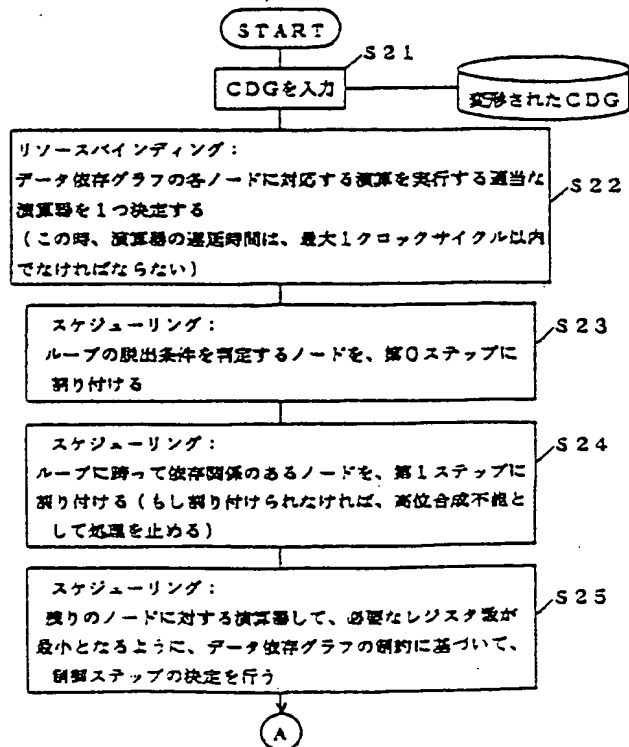 START
S21
CDGを入力
変形されたCDG
リソースバインディング：
データ依存グラフの各ノードに対応する演算を実行する適当な
演算器を1つ決定する
（この時、演算器の遅延時間は、最大1クロックサイクル以内
でなければならない）
S22
スケジューリング：
ループの脱出条件を判定するノードを、第0ステップに
割り付ける
S23
スケジューリング：
ループに跨って依存関係のあるノードを、第1ステップに
割り付ける（もし割り付けられなければ、高位合成不能と
して処理を止める）
S24
スケジューリング：
残りのノードに対する演算器して、必要なレジスタ数が
最小となるように、データ依存グラフの制約に基づいて、
制御ステップの決定を行う
S25
A